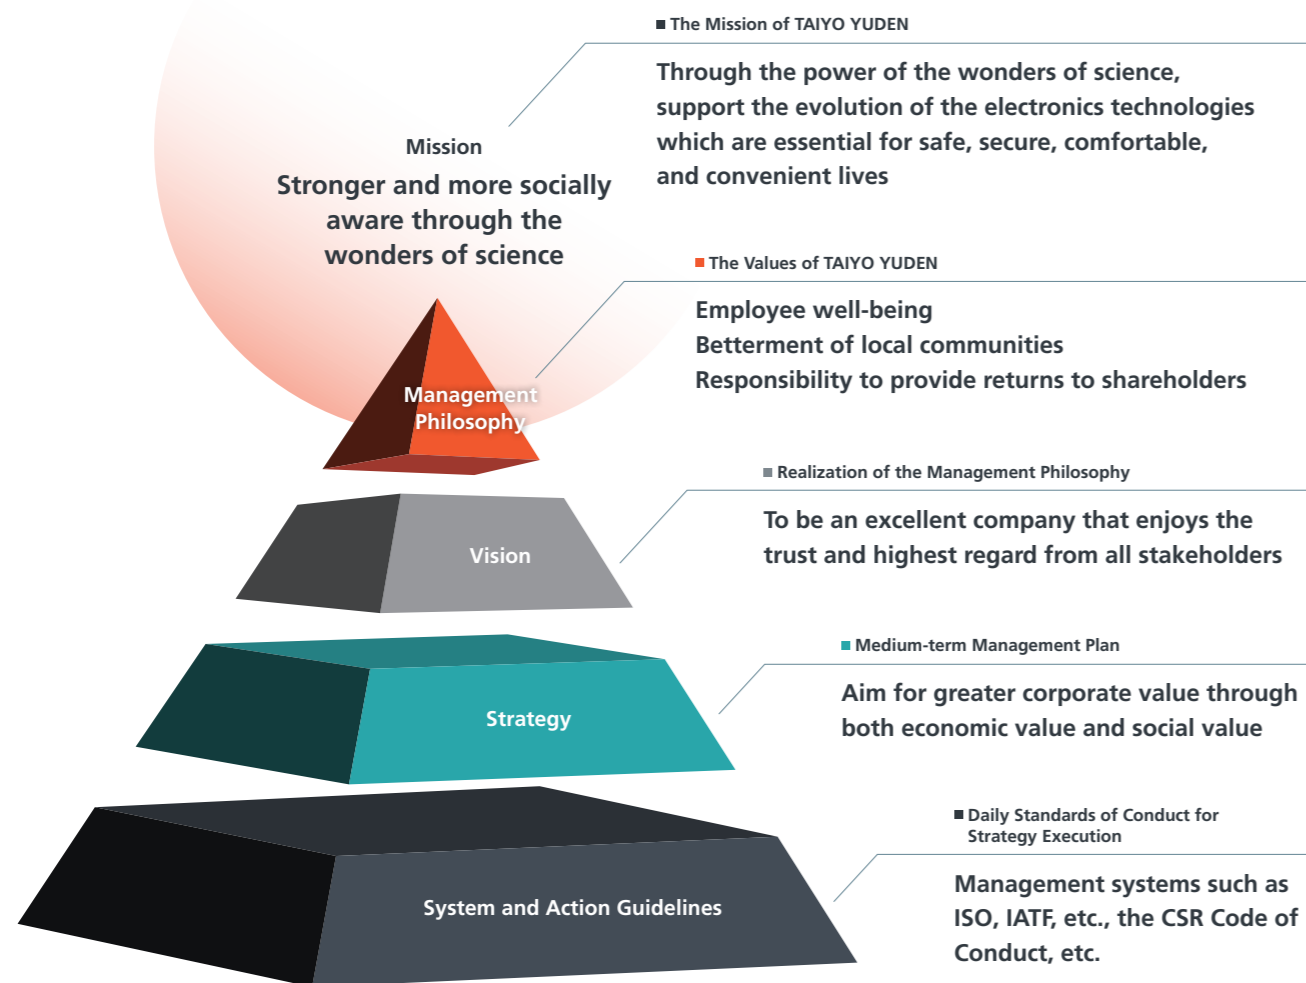 ■ The Mission of TAIYO YUDEN
Through the power of the wonders of science,
support the evolution of the electronics technologies
which are essential for safe, secure, comfortable,
and convenient lives
Mission
Stronger and more socially
aware through the
wonders of science
■ The Values of TAIYO YUDEN
Employee well-being
Betterment of local communities
Responsibility to provide returns to shareholders
Management
Philosophy
■ Realization of the Management Philosophy
To be an excellent company that enjoys the
trust and highest regard from all stakeholders
Vision
■ Medium-term Management Plan
Aim for greater corporate value through
both economic value and social value
Strategy
■ Daily Standards of Conduct for
Strategy Execution
Management systems such as
ISO, IATF, etc., the CSR Code of
Conduct, etc.
System and Action Guidelines